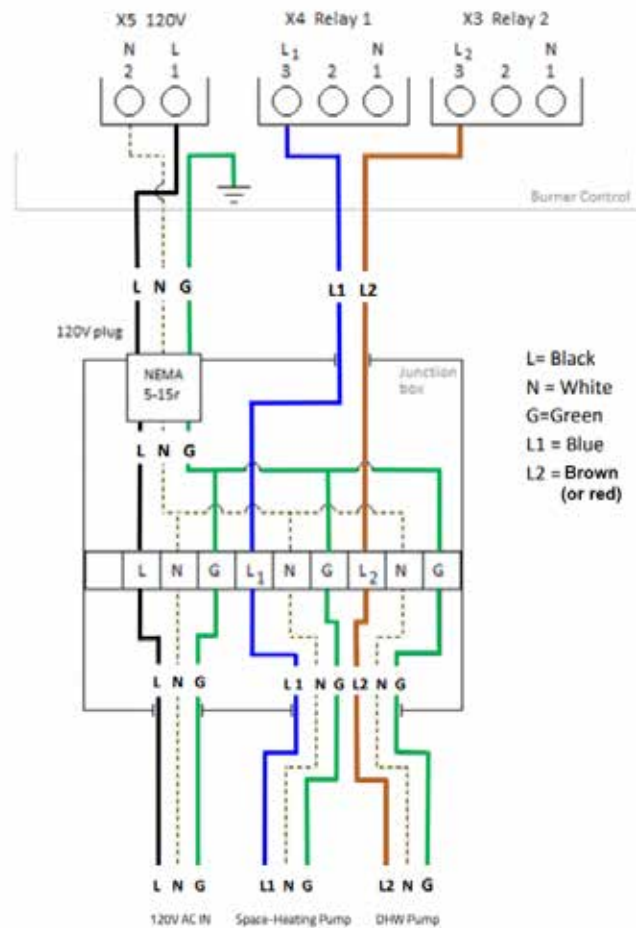 X5 120V X4 Relay 1 X3 Relay 2
N L L1 N L2 N
2 1 3 2 1 3 2 1
Burner Control
L N G L1 L2
120V plug
NEMA
5-15r
Junction
box
L= Black
N = White
G=Green
L1 = Blue
L2 = Brown
(or red)
L N G
L N G L1 N G L2 N G
L N G L1 N G L2 N G
L N G L1 N G L2 N G
120V AC IN Space-Heating Pump DHW Pump